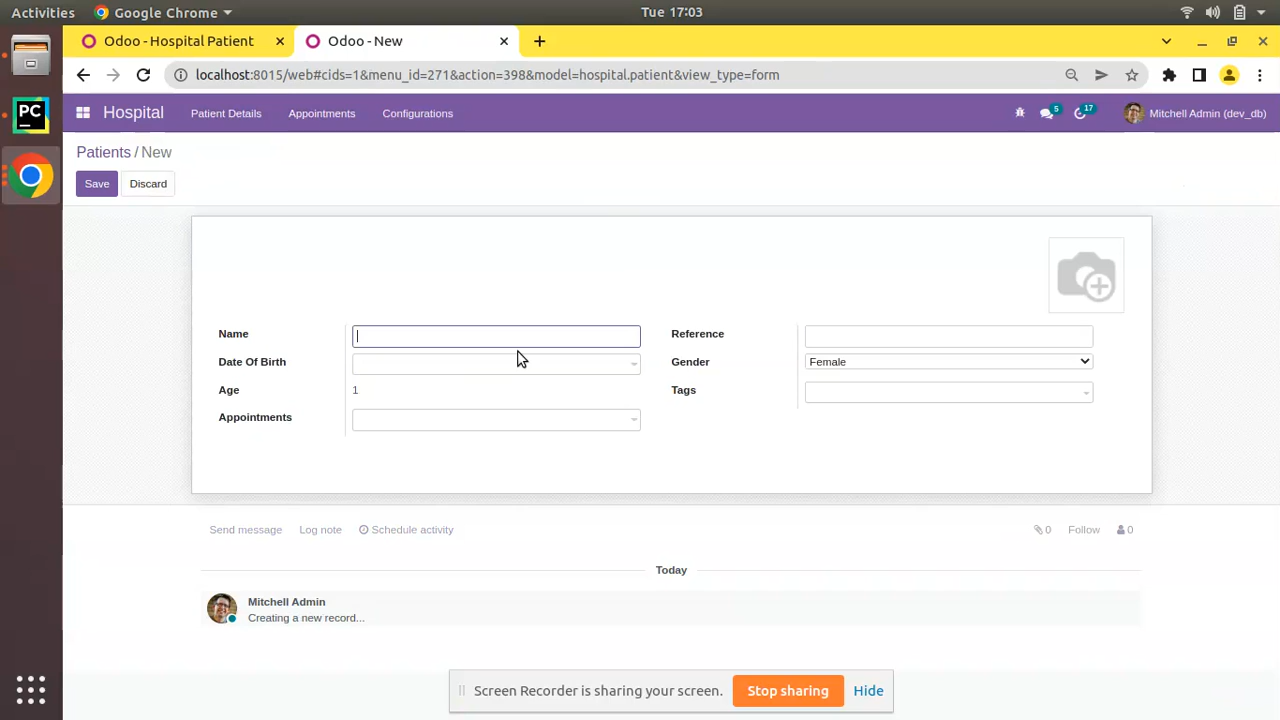 Activities Google Chrome Tue 17:03
Odoo - Hospital Patient Odoo - New
localhost:8015/web#cids=1&menu_id=271&action=398&model=hospital.patient&view_type=form
Hospital Patient Details Appointments Configurations 5 17 Mitchell Admin (dev_db)
PC
Patients / New
Save Discard
Name Reference
Date Of Birth Gender Female
Age 1 Tags
Appointments
Send message Log note Schedule activity 0 Follow 0
Today
Mitchell Admin
Creating a new record...
Screen Recorder is sharing your screen. Stop sharing Hide